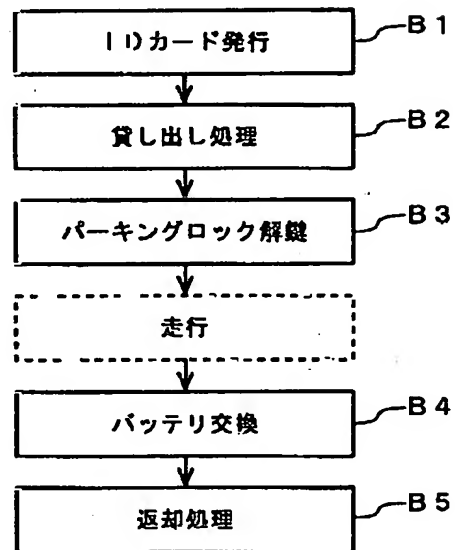 IDカード発行 B1
貸し出し処理 B2
パーキングロック解鍵 B3
走行
バッテリ交換 B4
返却処理 B5